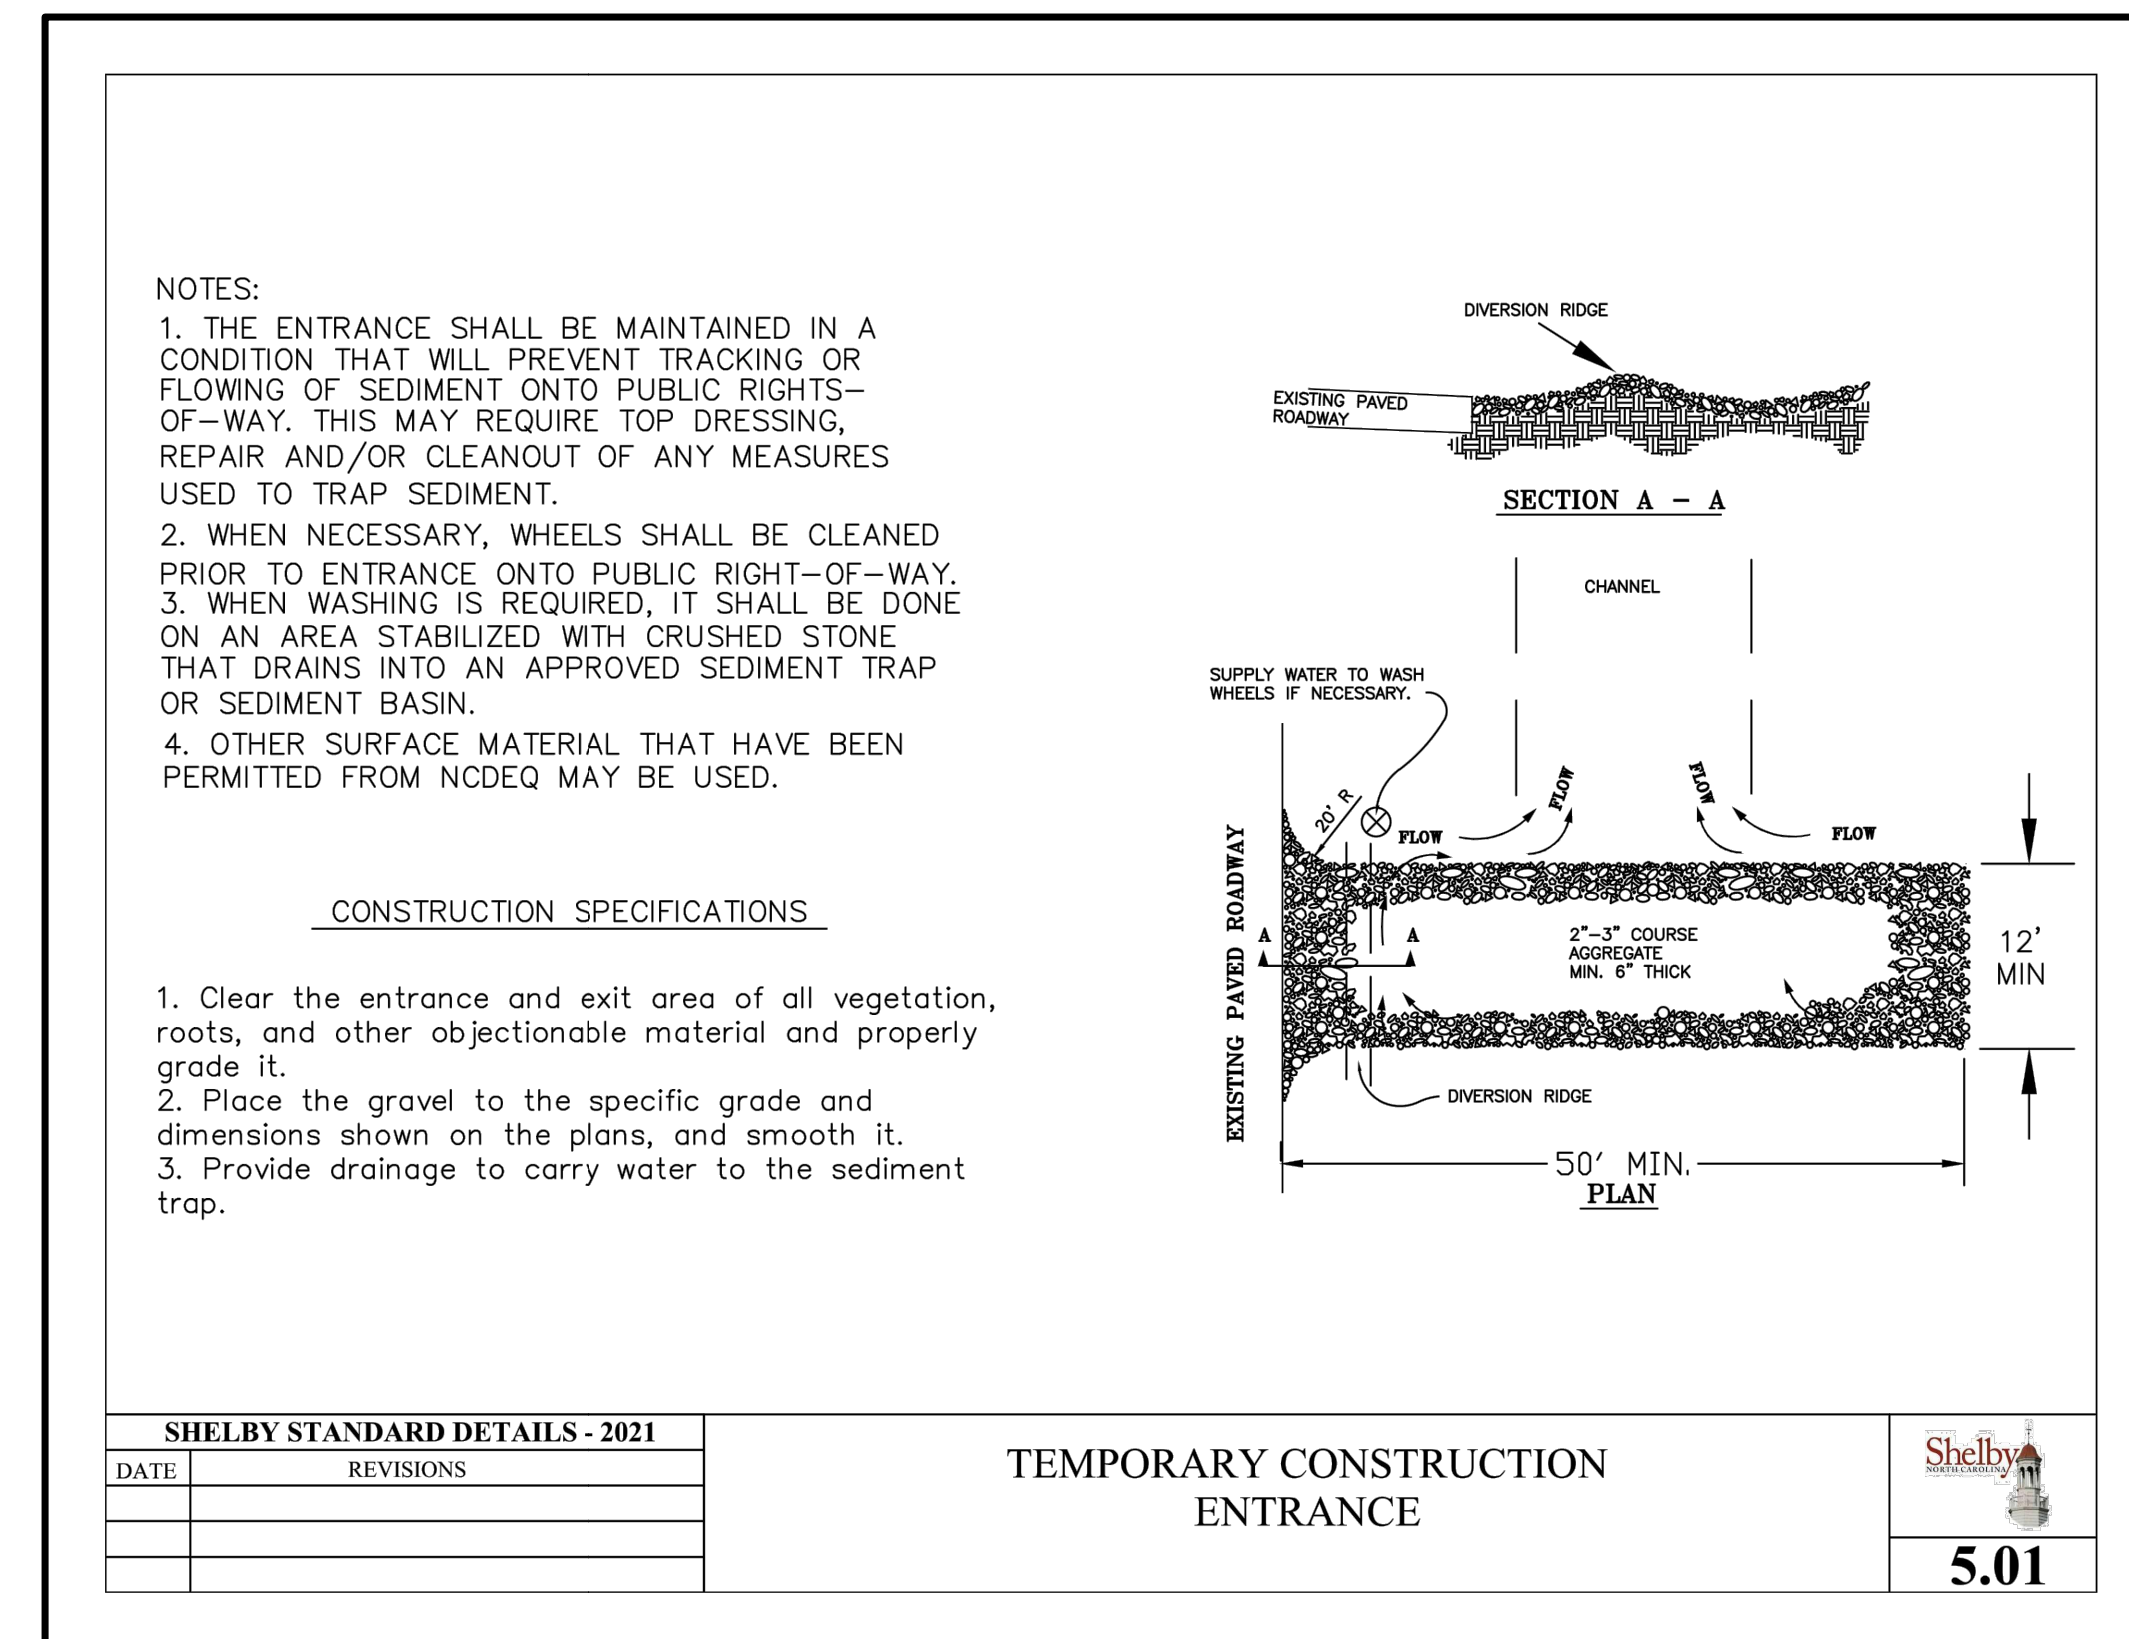 NOTES:
1. THE ENTRANCE SHALL BE MAINTAINED IN A
CONDITION THAT WILL PREVENT TRACKING OR
FLOWING OF SEDIMENT ONTO PUBLIC RIGHTS-
OF-WAY. THIS MAY REQUIRE TOP DRESSING,
REPAIR AND/OR CLEANOUT OF ANY MEASURES
USED TO TRAP SEDIMENT.
2. WHEN NECESSARY, WHEELS SHALL BE CLEANED
PRIOR TO ENTRANCE ONTO PUBLIC RIGHT-OF-WAY.
3. WHEN WASHING IS REQUIRED, IT SHALL BE DONE
ON AN AREA STABILIZED WITH CRUSHED STONE
THAT DRAINS INTO AN APPROVED SEDIMENT TRAP
OR SEDIMENT BASIN.
4. OTHER SURFACE MATERIAL THAT HAVE BEEN
PERMITTED FROM NCDEQ MAY BE USED.
CONSTRUCTION SPECIFICATIONS
1. Clear the entrance and exit area of all vegetation,
roots, and other objectionable material and properly
grade it.
2. Place the gravel to the specific grade and
dimensions shown on the plans, and smooth it.
3. Provide drainage to carry water to the sediment
trap.
DIVERSION RIDGE
EXISTING PAVED
ROADWAY
SECTION A - A
CHANNEL
SUPPLY WATER TO WASH
WHEELS IF NECESSARY.
20' R
FLOW
FLOW
FLOW
FLOW
EXISTING PAVED ROADWAY
A
A
2"-3" COURSE
AGGREGATE
MIN. 6" THICK
12'
MIN
DIVERSION RIDGE
50' MIN.
PLAN
SHELBY STANDARD DETAILS - 2021
DATE
REVISIONS
TEMPORARY CONSTRUCTION
ENTRANCE
Shelby
NORTH CAROLINA
5.01